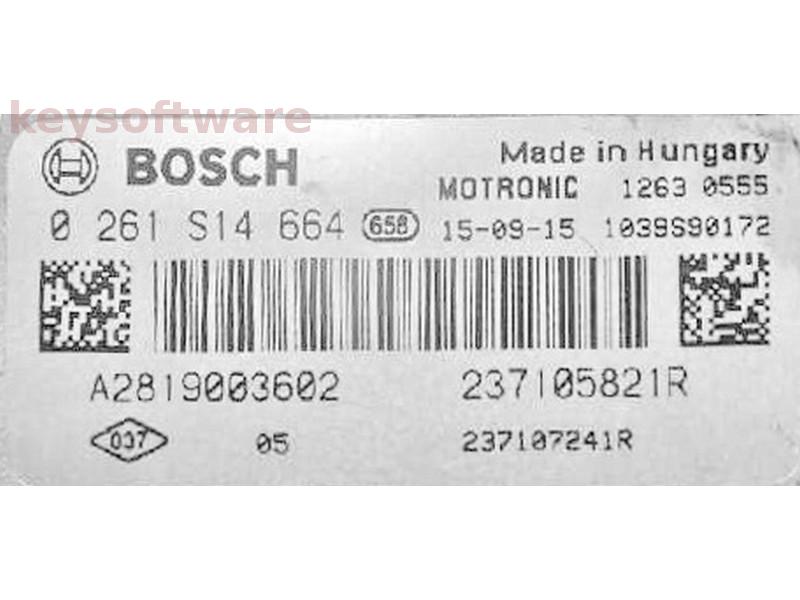 keysoftware
BOSCH Made in Hungary
MOTRONIC 1263 0555
0 261 S14 664 658 15-09-15 1039S90172
A2819003602 237105821R
037 05 237107241R